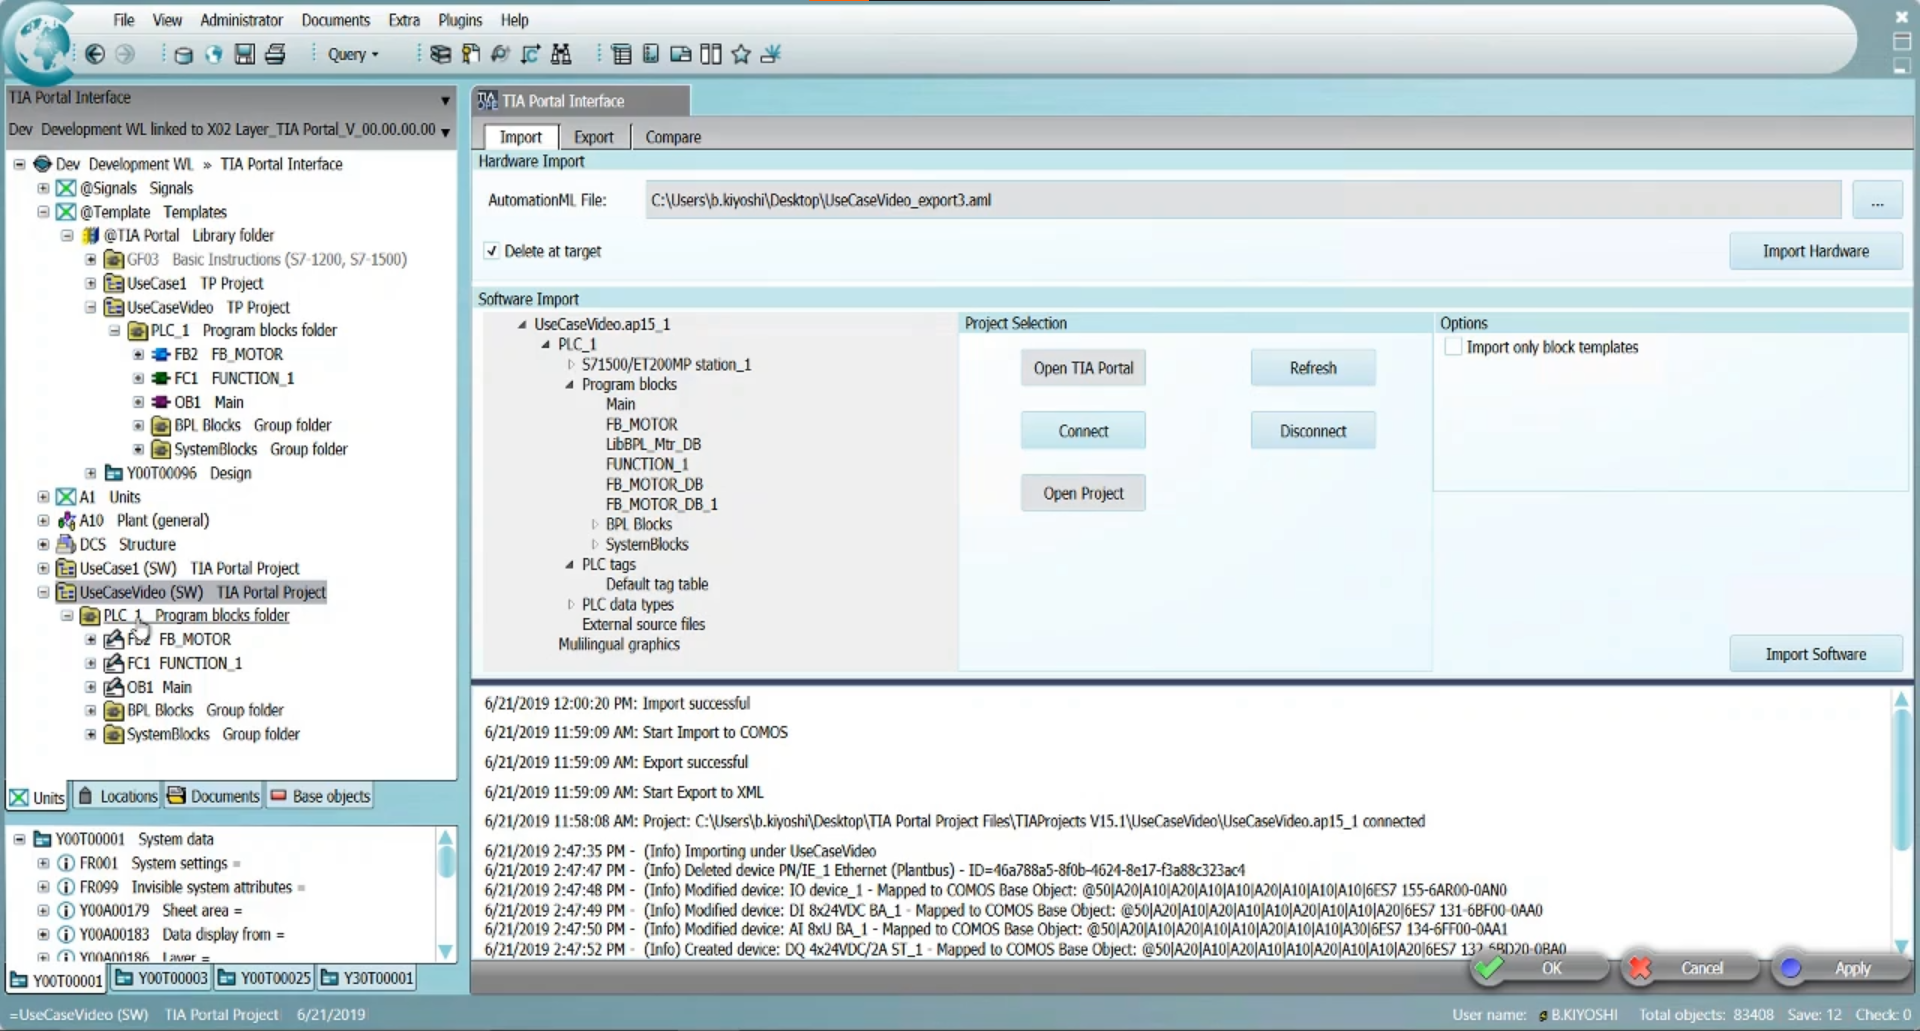 File View Administrator Documents Extra Plugins Help
Query
TIA Portal Interface
Dev Development WL linked to X02 Layer_TIA Portal_V_00.00.00.00
Dev Development WL » TIA Portal Interface
@Signals Signals
@Template Templates
@TIA Portal Library folder
GF03 Basic Instructions (S7-1200, S7-1500)
UseCase1 TP Project
UseCaseVideo TP Project
PLC_1 Program blocks folder
FB2 FB_MOTOR
FC1 FUNCTION_1
OB1 Main
BPL Blocks Group folder
SystemBlocks Group folder
Y00T00096 Design
A1 Units
A10 Plant (general)
DCS Structure
UseCase1 (SW) TIA Portal Project
UseCaseVideo (SW) TIA Portal Project
PLC_1 Program blocks folder
FB2 FB_MOTOR
FC1 FUNCTION_1
OB1 Main
BPL Blocks Group folder
SystemBlocks Group folder
Units Locations Documents Base objects
Y00T00001 System data
FR001 System settings =
FR099 Invisible system attributes =
Y00A00179 Sheet area =
Y00A00183 Data display from =
Y00A00186 Layer =
Y00T00001 Y00T00003 Y00T00025 Y30T00001
TIA Portal Interface
Import Export Compare
Hardware Import
AutomationML File: C:\Users\b.kiyoshi\Desktop\UseCaseVideo_export3.aml ...
Delete at target
Import Hardware
Software Import
UseCaseVideo.ap15_1
PLC_1
S71500/ET200MP station_1
Program blocks
Main
FB_MOTOR
LibBPL_Mtr_DB
FUNCTION_1
FB_MOTOR_DB
FB_MOTOR_DB_1
BPL Blocks
SystemBlocks
PLC tags
Default tag table
PLC data types
External source files
Mulilingual graphics
Project Selection
Open TIA Portal Refresh
Connect Disconnect
Open Project
Options
Import only block templates
Import Software
6/21/2019 12:00:20 PM: Import successful
6/21/2019 11:59:09 AM: Start Import to COMOS
6/21/2019 11:59:09 AM: Export successful
6/21/2019 11:59:09 AM: Start Export to XML
6/21/2019 11:58:08 AM: Project: C:\Users\b.kiyoshi\Desktop\TIA Portal Project Files\TIAProjects V15.1\UseCaseVideo\UseCaseVideo.ap15_1 connected
6/21/2019 2:47:35 PM - (Info) Importing under UseCaseVideo
6/21/2019 2:47:47 PM - (Info) Deleted device PN/IE_1 Ethernet (Plantbus) - ID=46a788a5-8f0b-4624-8e17-f3a88c323ac4
6/21/2019 2:47:48 PM - (Info) Modified device: IO device_1 - Mapped to COMOS Base Object: @50|A20|A10|A20|A10|A10|A20|A10|A10|6ES7 155-6AR00-0AN0
6/21/2019 2:47:49 PM - (Info) Modified device: DI 8x24VDC BA_1 - Mapped to COMOS Base Object: @50|A20|A10|A20|A10|A10|A20|A10|A10|A20|6ES7 131-6BF00-0AA0
6/21/2019 2:47:50 PM - (Info) Modified device: AI 8xU BA_1 - Mapped to COMOS Base Object: @50|A20|A10|A20|A10|A10|A20|A10|A10|A30|6ES7 134-6FF00-0AA1
6/21/2019 2:47:52 PM - (Info) Created device: DQ 4x24VDC/2A ST_1 - Mapped to COMOS Base Object: @50|A20|A10|A20|A10|A10|A20|A10|A10|A20|6ES7 132-6BD20-0BA0
OK Cancel Apply
=UseCaseVideo (SW) TIA Portal Project 6/21/2019
User name: B.KIYOSHI Total objects: 83408 Save: 12 Check: 0